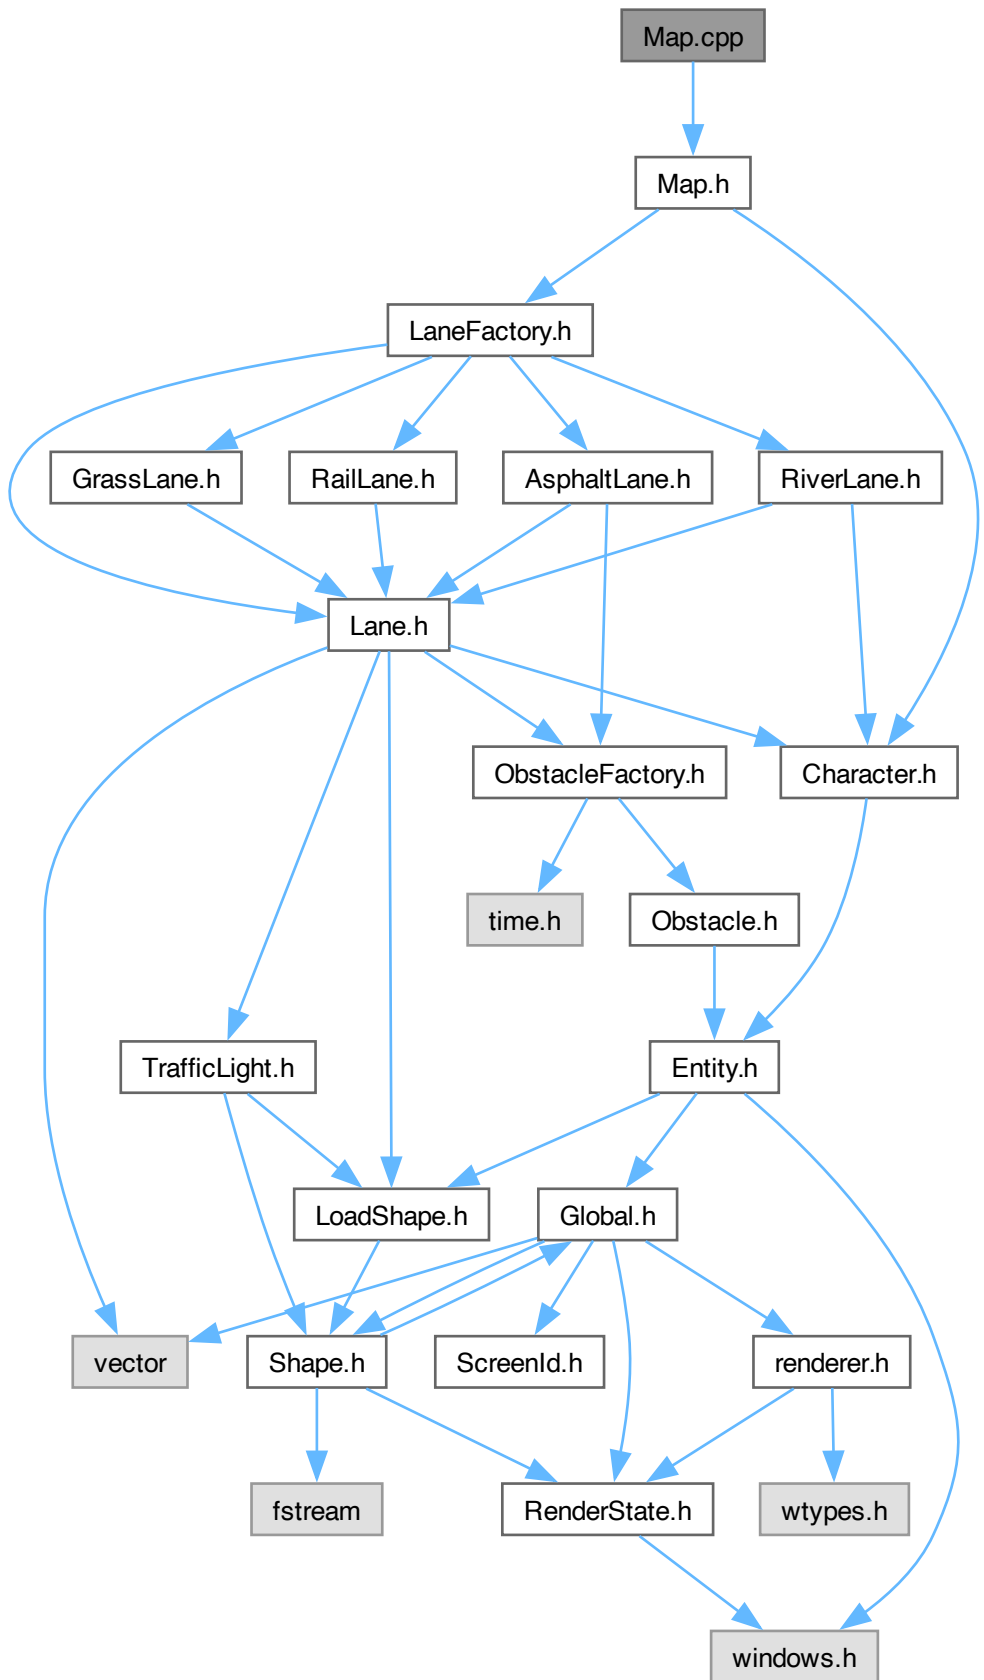 Map.cpp
Map.h
LaneFactory.h
GrassLane.h
RailLane.h
AsphaltLane.h
RiverLane.h
Lane.h
ObstacleFactory.h
Character.h
time.h
Obstacle.h
TrafficLight.h
Entity.h
LoadShape.h
Global.h
vector
Shape.h
ScreenId.h
renderer.h
fstream
RenderState.h
wtypes.h
windows.h